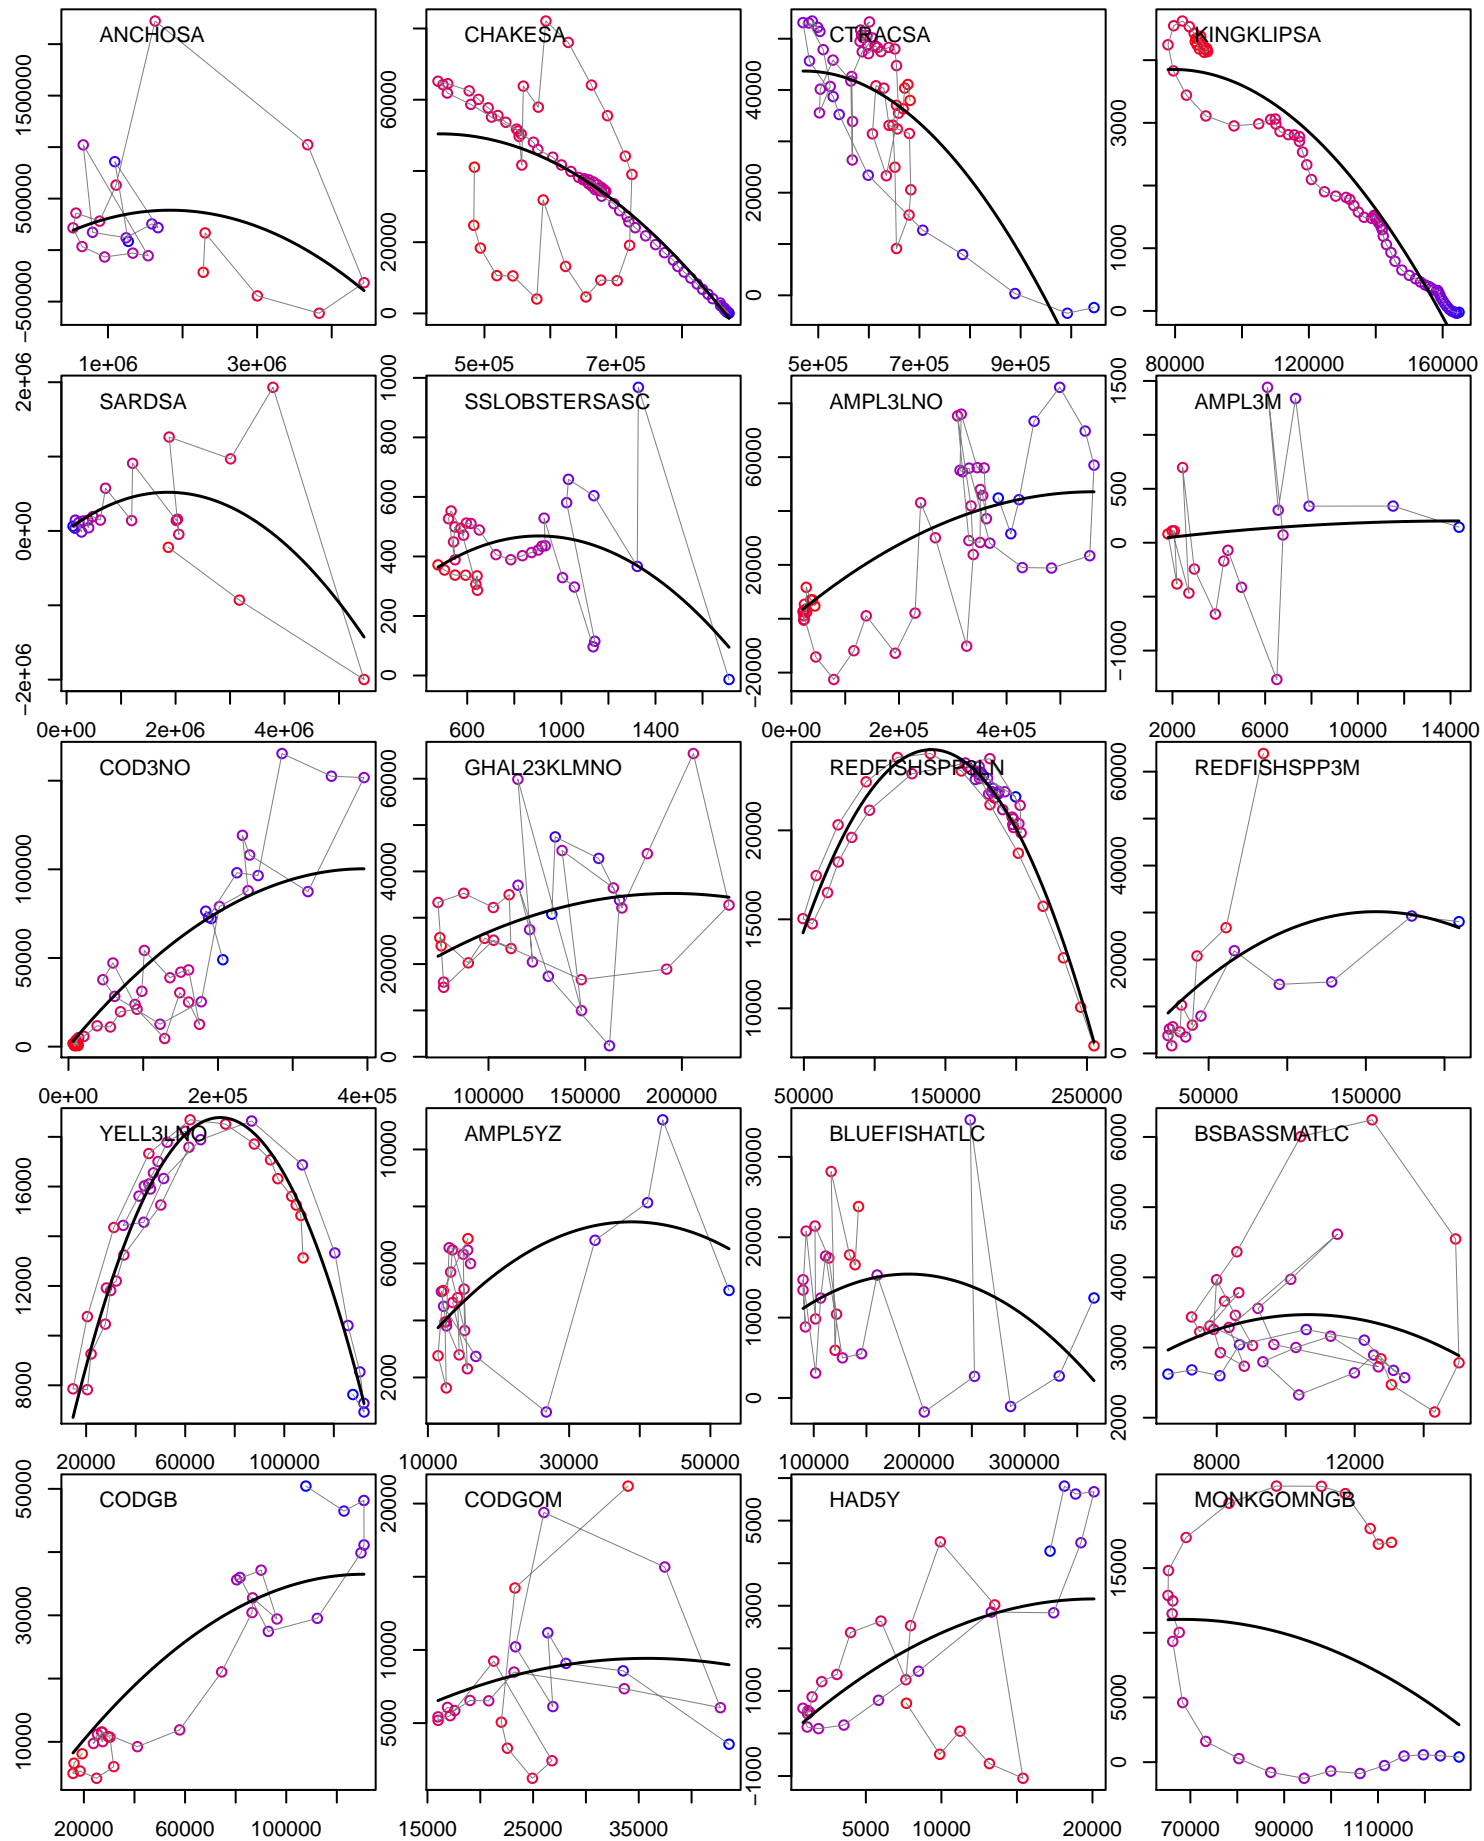 ANCHOSA CHAKESA CTRACSA KINGKLIPSA
−500000 500000 1500000
0 20000 60000
0 20000 40000
0 1000 3000
1e+06 3e+06 5e+05 7e+05 5e+05 7e+05 9e+05 80000 120000 160000
SARDSA SSLOBSTERSASC AMPL3LNO AMPL3M
−2e+06 0e+00 2e+06
0 200 400 600 800 1000
−20000 20000 60000
−1000 0 500 1500
0e+00 2e+06 4e+06 600 1000 1400 0e+00 2e+05 4e+05 2000 6000 10000 14000
COD3NO GHAL23KLMNO REDFISHSPP3LN REDFISHSPP3M
0 50000 100000
0 20000 40000 60000
10000 15000 20000
0 20000 40000 60000
0e+00 2e+05 4e+05 100000 150000 200000 50000 150000 250000 50000 150000
YELL3LNO AMPL5YZ BLUEFISHATLC BSBASSMATLC
8000 12000 16000
2000 6000 10000
0 10000 20000 30000
2000 3000 4000 5000 6000
20000 60000 100000 10000 30000 50000 100000 200000 300000 8000 12000
CODGB CODGOM HAD5Y MONKGOMNGB
10000 30000 50000
5000 10000 20000
−1000 1000 3000 5000
0 5000 15000
20000 60000 100000 15000 25000 35000 5000 10000 20000 70000 90000 110000